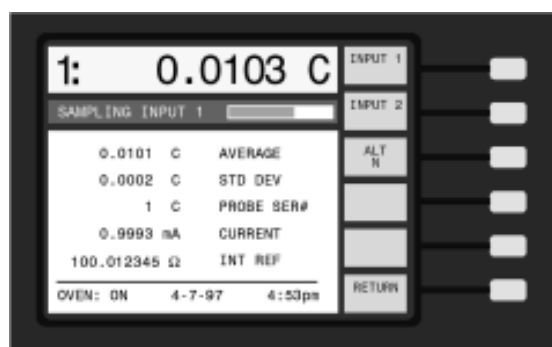 1: 0.0103 C
SAMPLING INPUT 1
0.0101 C AVERAGE
0.0002 C STD DEV
1 C PROBE SER#
0.9993 mA CURRENT
100.012345 Ω INT REF
OVEN: ON 4-7-97 4:53pm
INPUT 1
INPUT 2
ALT
N
RETURN